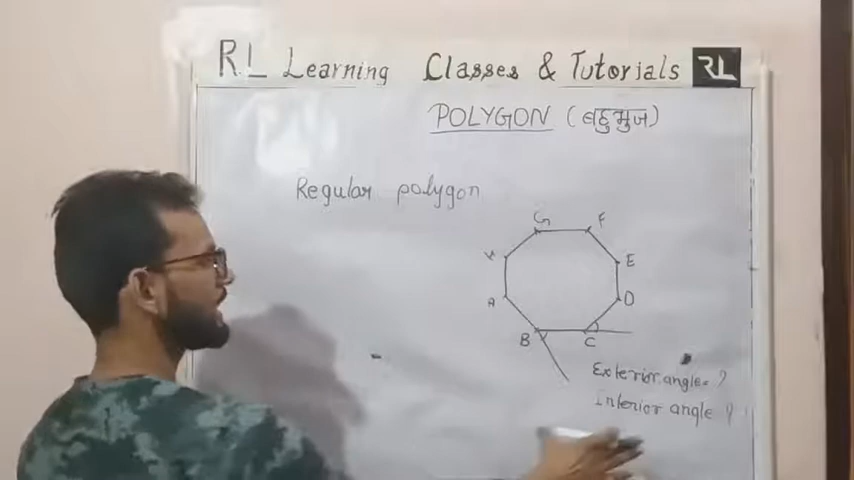 RL Learning Classes & Tutorials RL
POLYGON (बहुभुज)
Regular polygon
G F
H E
A D
B C
Exterior angle = ?
Interior angle ?